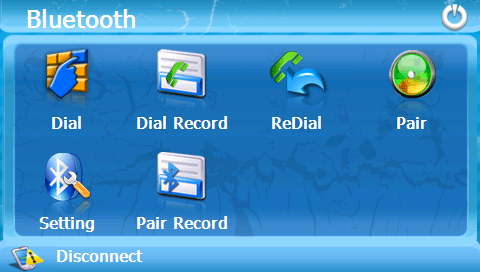 Bluetooth
Dial Dial Record ReDial Pair
Setting Pair Record
Disconnect